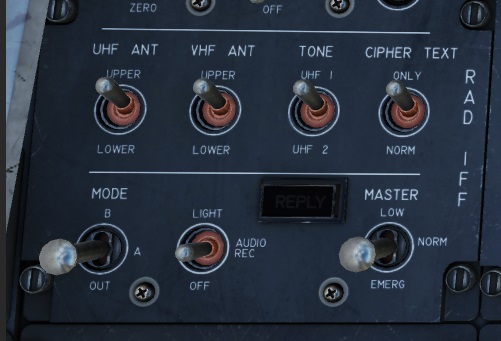 ZERO
OFF
UHF ANT
VHF ANT
TONE
CIPHER TEXT
UPPER
UPPER
UHF 1
ONLY
LOWER
LOWER
UHF 2
NORM
RAD IFF
MODE
REPLY
MASTER
B
LIGHT
LOW
A
AUDIO
REC
NORM
OUT
OFF
EMERG